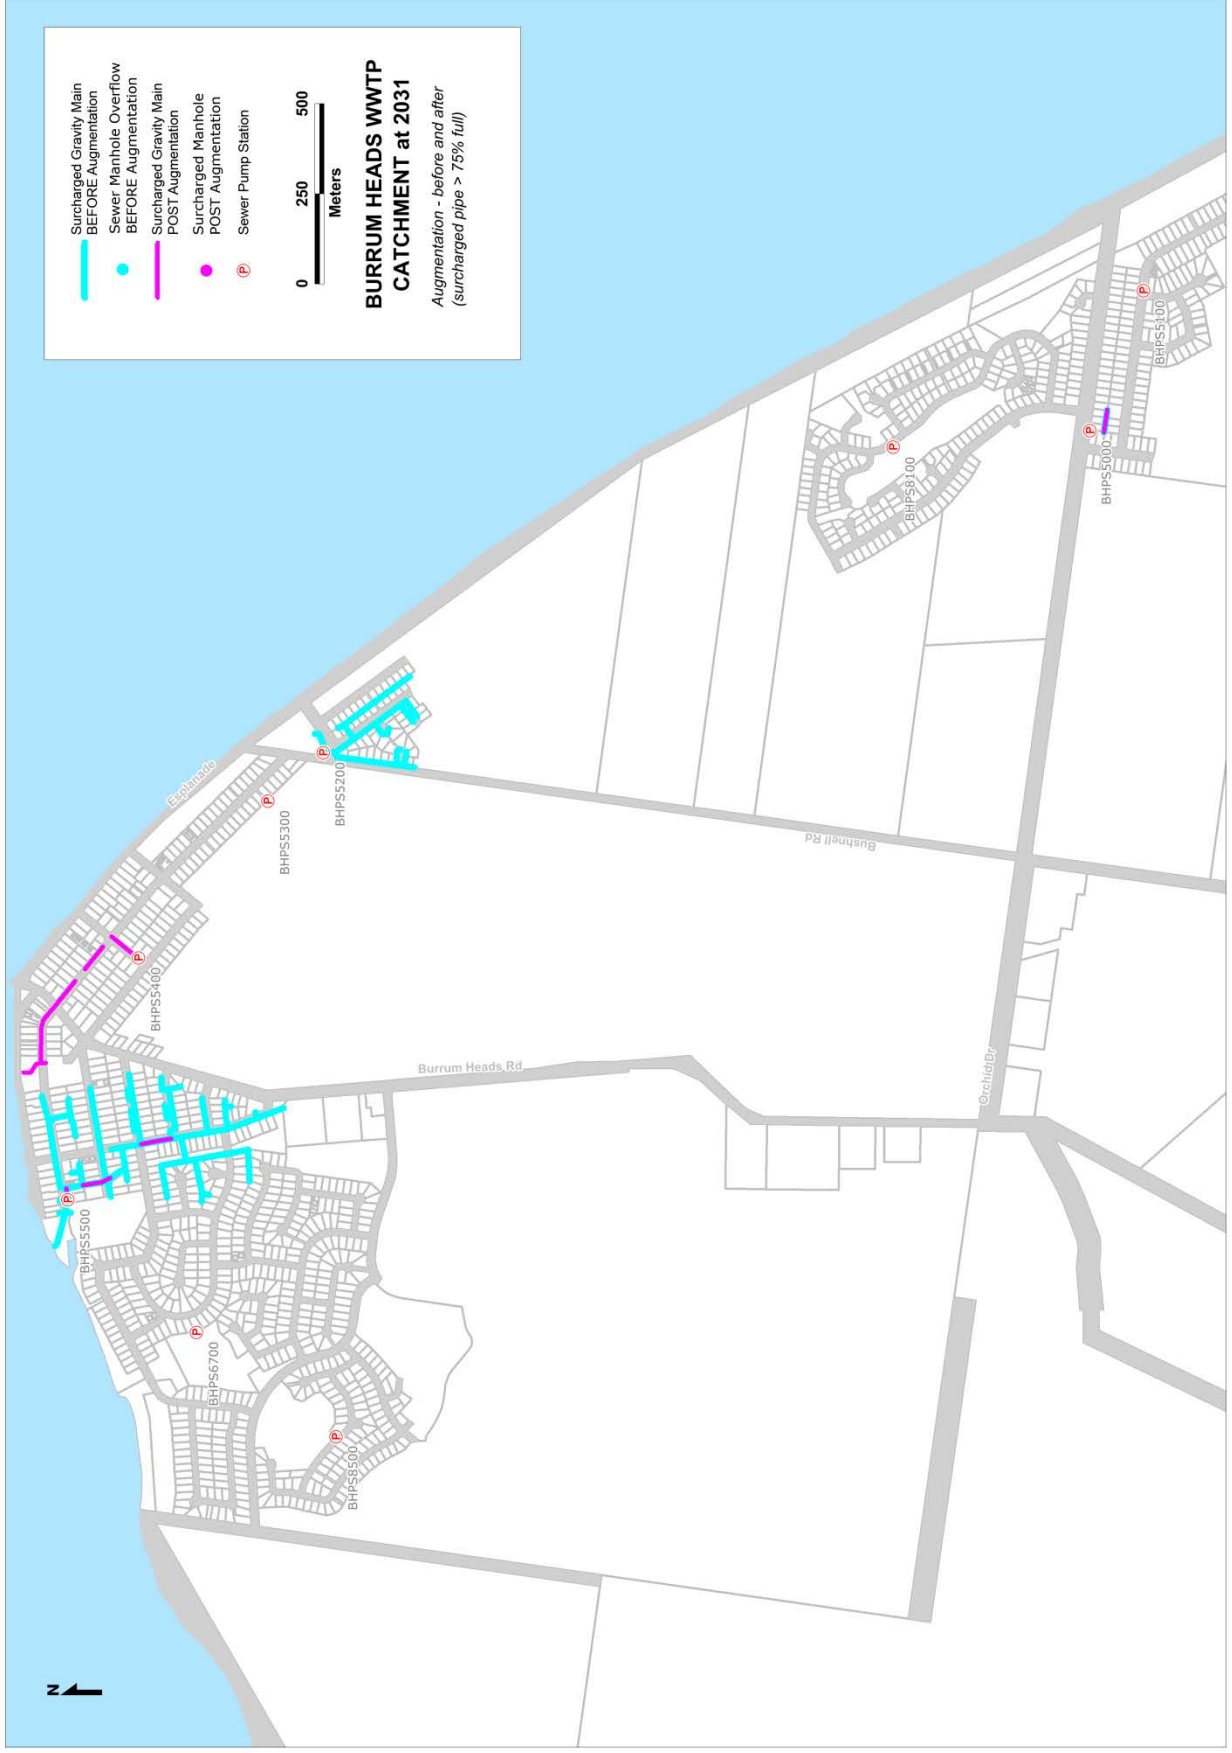 Surcharged Gravity Main
BEFORE Augmentation
Sewer Manhole Overflow
BEFORE Augmentation
Surcharged Gravity Main
POST Augmentation
Surcharged Manhole
POST Augmentation
P
Sewer Pump Station
0
250
500
Meters
BURRUM HEADS WWTP
CATCHMENT at 2031
Augmentation - before and after
(surcharged pipe > 75% full)
N
P
BHPS5500
P
BHPS6700
P
BHPS8500
P
BHPS5400
P
BHPS5300
P
BHPS5200
P
BHPS8100
P
BHPS5000
P
BHPS5100
Esplanade
Burrum Heads Rd
Bushnell Rd
Orchid Dr